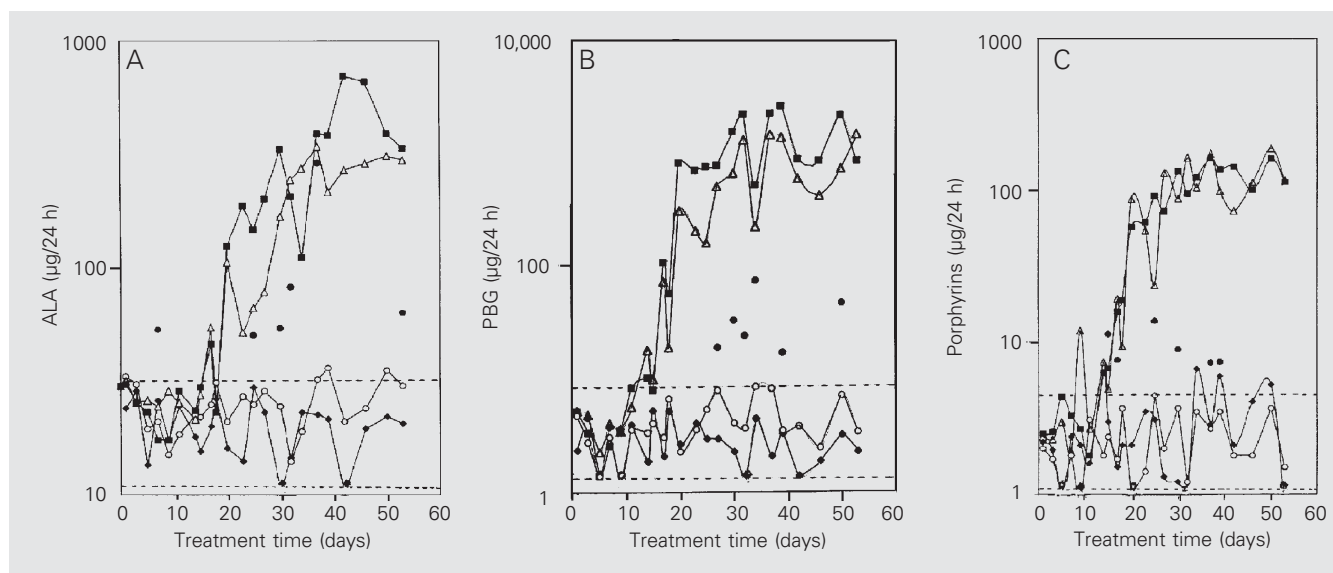 A
ALA (µg/24 h)
1000
100
10
0 10 20 30 40 50 60
Treatment time (days)
B
PBG (µg/24 h)
10,000
100
1
0 10 20 30 40 50 60
Treatment time (days)
C
Porphyrins (µg/24 h)
1000
100
10
1
0 10 20 30 40 50 60
Treatment time (days)